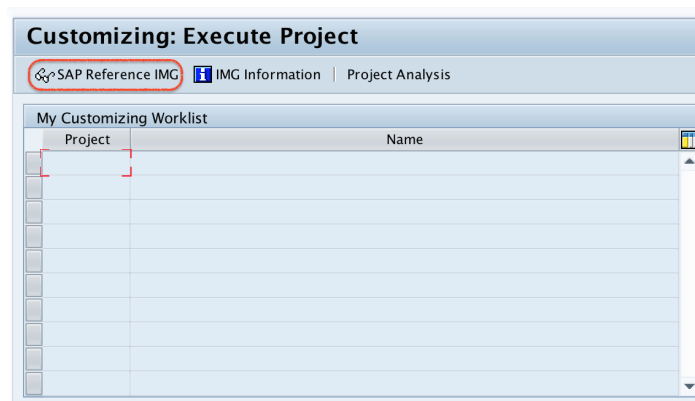 Customizing: Execute Project
SAP Reference IMG IMG Information Project Analysis
My Customizing Worklist
Project Name